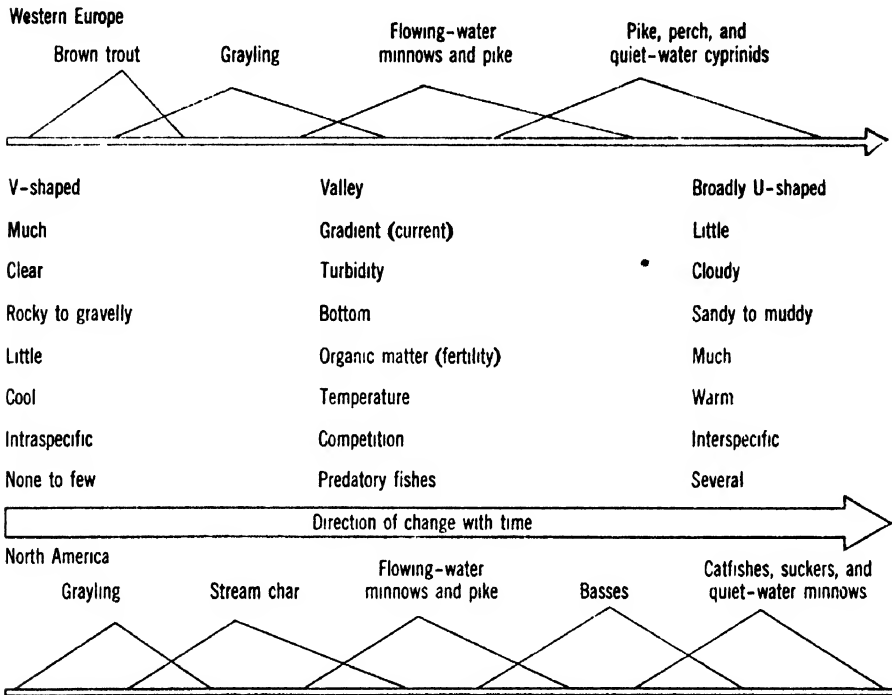 Western Europe
Brown trout
Grayling
Flowing-water
minnows and pike
Pike, perch, and
quiet-water cyprinids
V-shaped Valley Broadly U-shaped
Much Gradient (current) Little
Clear Turbidity Cloudy
Rocky to gravelly Bottom Sandy to muddy
Little Organic matter (fertility) Much
Cool Temperature Warm
Intraspecific Competition Interspecific
None to few Predatory fishes Several
Direction of change with time
North America
Grayling
Stream char
Flowing-water
minnows and pike
Basses
Catfishes, suckers, and
quiet-water minnows